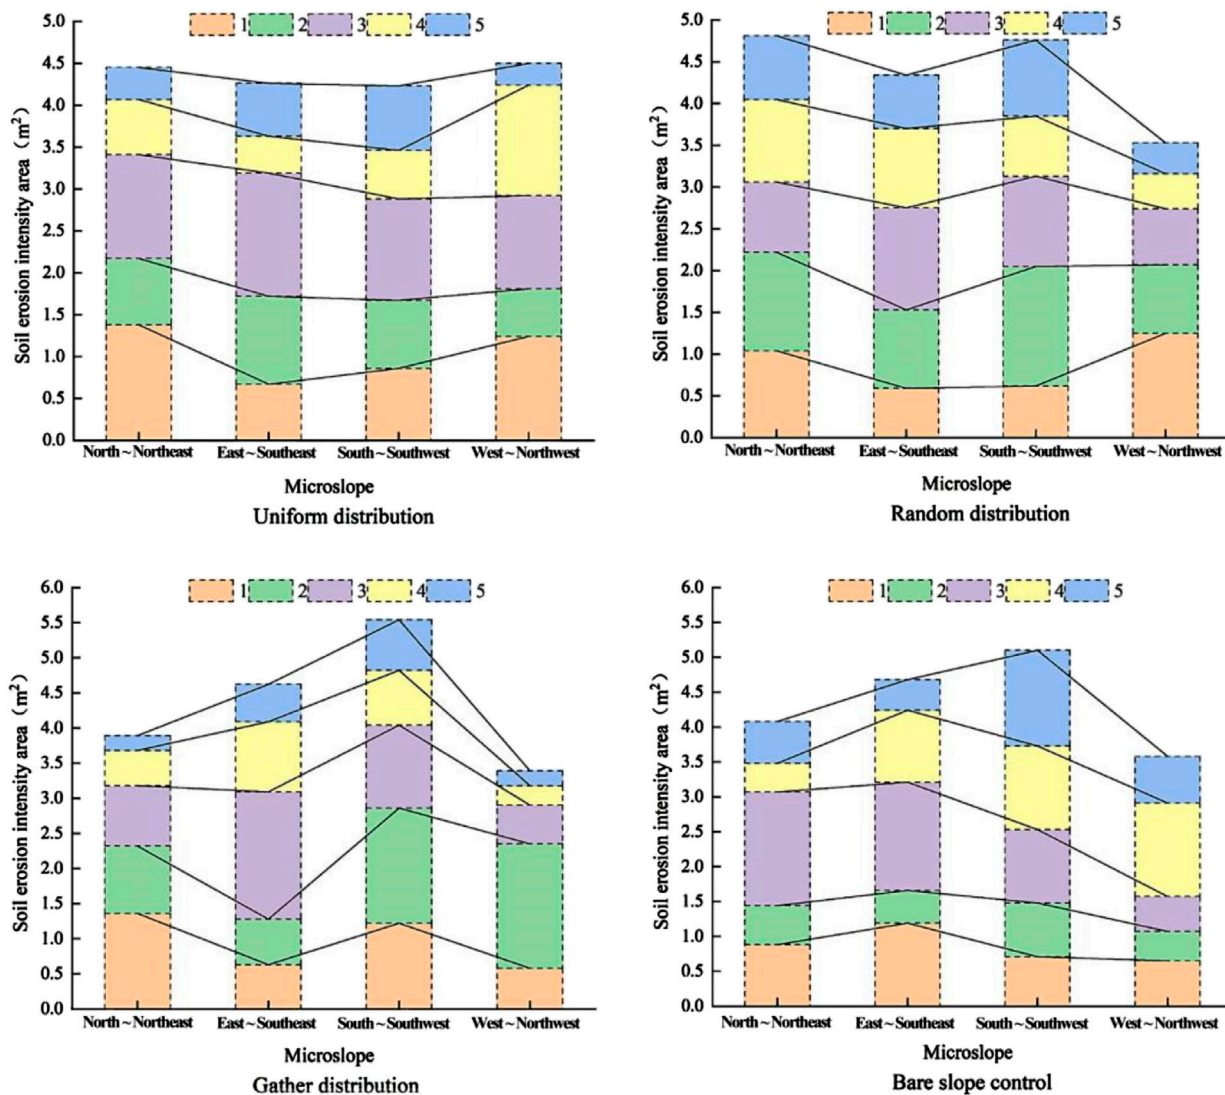 1 2 3 4 5
Soil erosion intensity area（m²）
5.0
4.5
4.0
3.5
3.0
2.5
2.0
1.5
1.0
0.5
0.0
North~Northeast East~Southeast South~Southwest West~Northwest
Microslope
Uniform distribution
1 2 3 4 5
Soil erosion intensity area（m²）
5.0
4.5
4.0
3.5
3.0
2.5
2.0
1.5
1.0
0.5
0.0
North~Northeast East~Southeast South~Southwest West~Northwest
Microslope
Random distribution
1 2 3 4 5
Soil erosion intensity area（m²）
6.0
5.5
5.0
4.5
4.0
3.5
3.0
2.5
2.0
1.5
1.0
0.5
0.0
North~Northeast East~Southeast South~Southwest West~Northwest
Microslope
Gather distribution
1 2 3 4 5
Soil erosion intensity area（m²）
6.0
5.5
5.0
4.5
4.0
3.5
3.0
2.5
2.0
1.5
1.0
0.5
0.0
North~Northeast East~Southeast South~Southwest West~Northwest
Microslope
Bare slope control